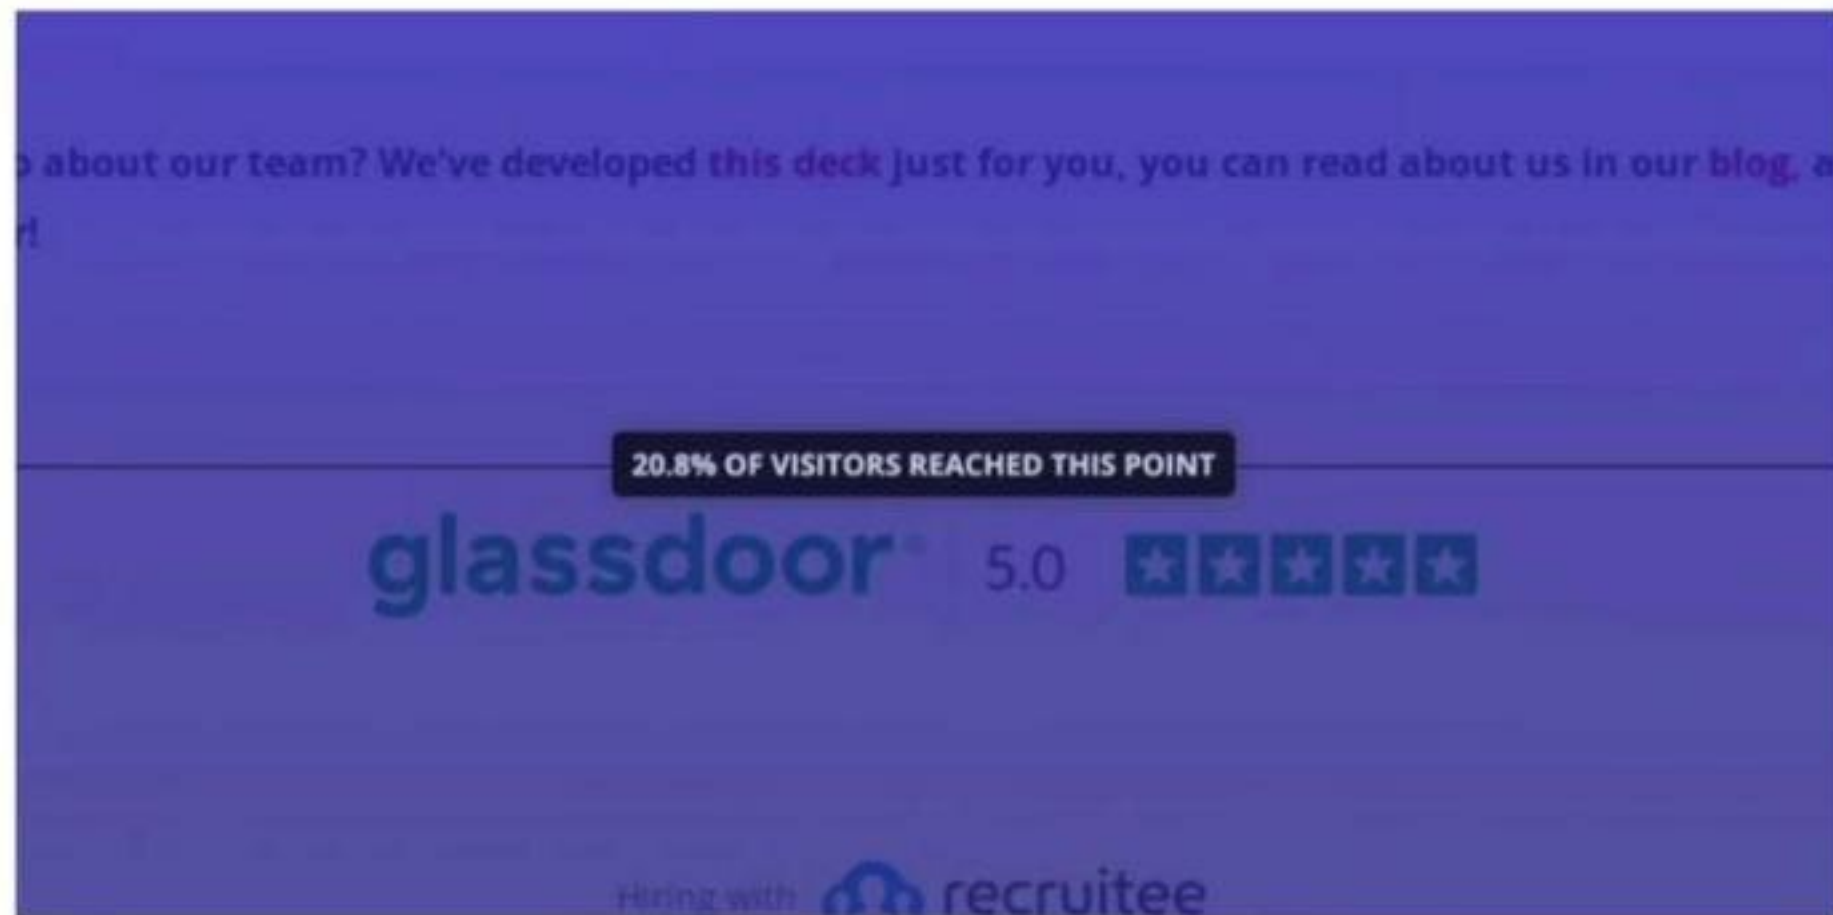 about our team? We've developed this deck just for you, you can read about us in our blog, a
r!
20.8% OF VISITORS REACHED THIS POINT
glassdoor 5.0
Hiring with recruitee